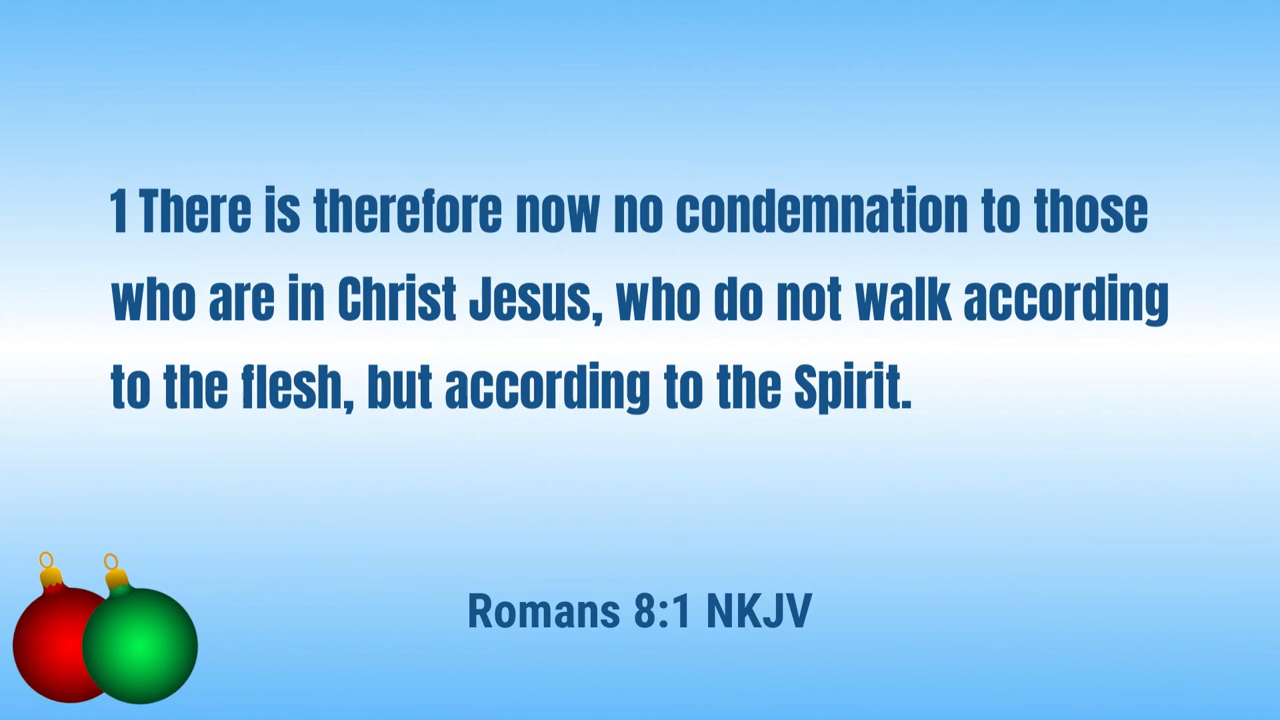 1 There is therefore now no condemnation to those
who are in Christ Jesus, who do not walk according
to the flesh, but according to the Spirit.
Romans 8:1 NKJV